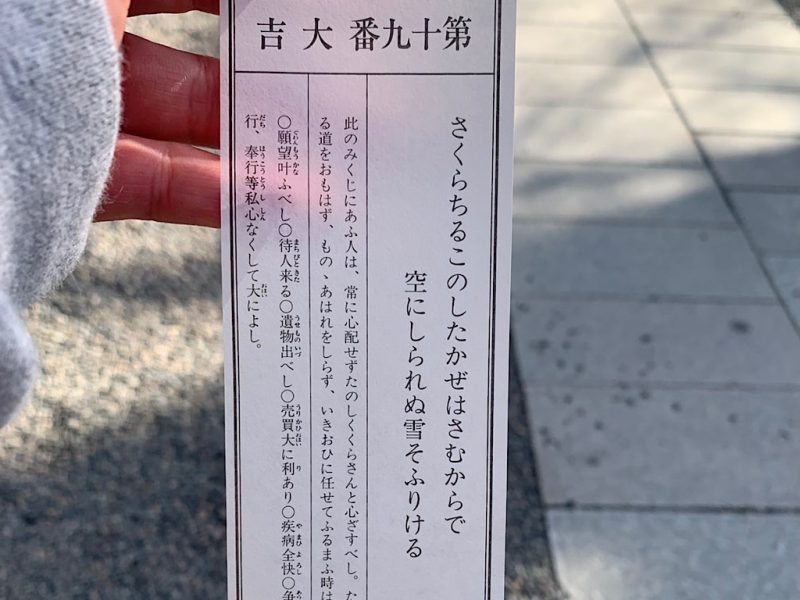 第十九番 大吉
さくらちるこのしたかぜはさむからで
空にしられぬ雪そふりける
此のみくじにあふ人は、常に心配せずたのしくくらさんと心ざすべし。た
る道をおもはず、ものゝあはれをしらず、いきおひに任せてふるまふ時は
○願望叶ふべし○待人来る○遺物出べし○売買大に利あり○疾病全快○争
行、奉行等私心なくして大によし。